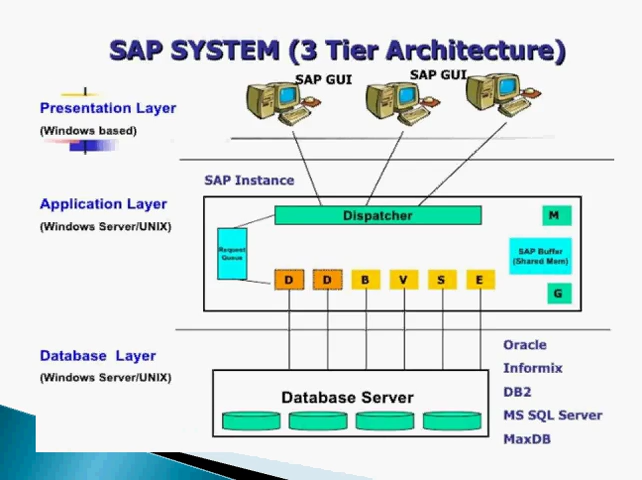 SAP SYSTEM (3 Tier Architecture)
SAP GUI
SAP GUI
Presentation Layer
(Windows based)
SAP Instance
Application Layer
(Windows Server/UNIX)
Dispatcher
M
Request
Queue
SAP Buffer
(Shared Mem)
D
D
B
V
S
E
G
Database Layer
(Windows Server/UNIX)
Database Server
Oracle
Informix
DB2
MS SQL Server
MaxDB